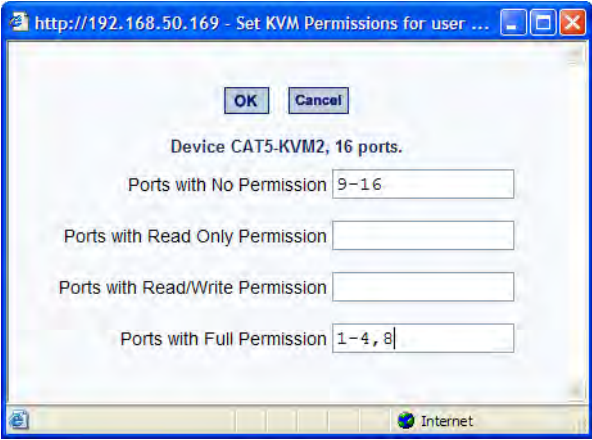 http://192.168.50.169 - Set KVM Permissions for user ...
OK Cancel
Device CAT5-KVM2, 16 ports.
Ports with No Permission 9-16
Ports with Read Only Permission
Ports with Read/Write Permission
Ports with Full Permission 1-4,8
Internet